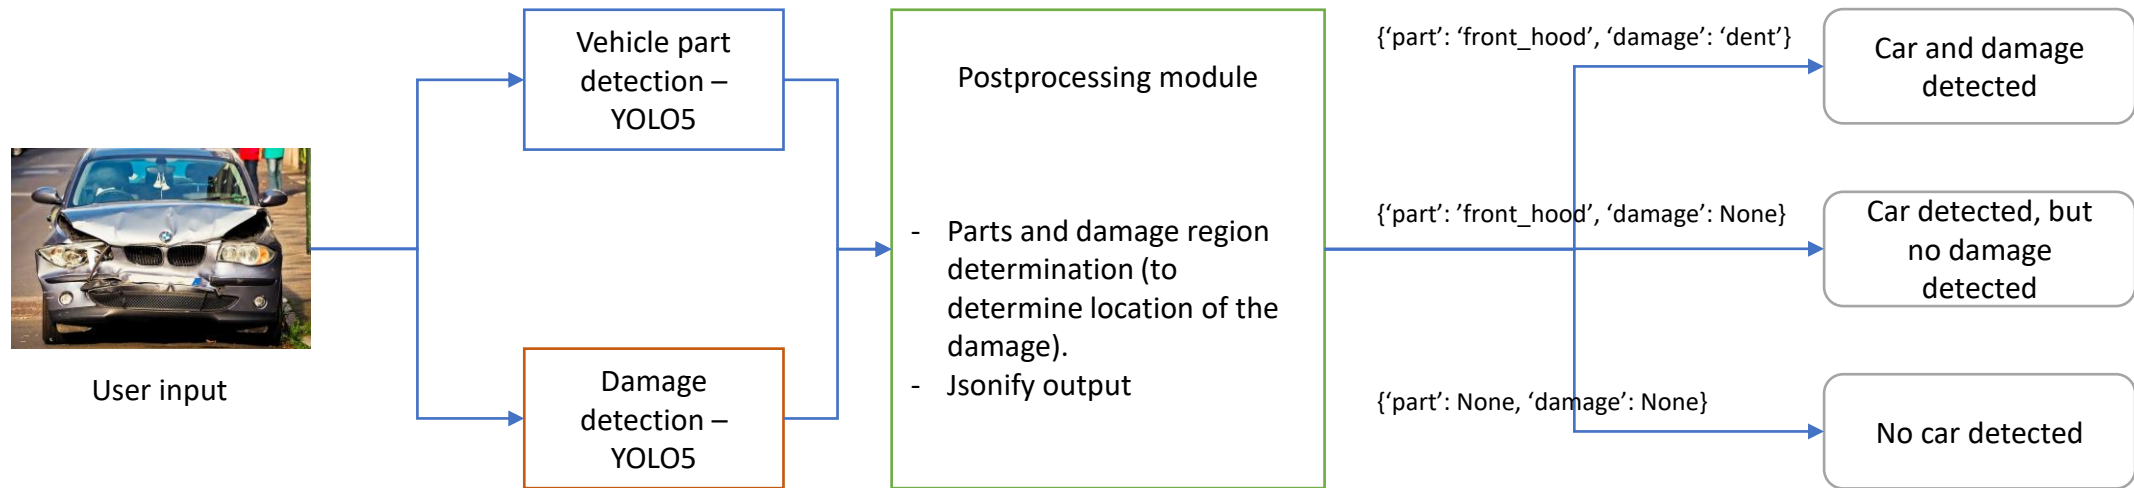 User input
Vehicle part
detection –
YOLO5
Damage
detection –
YOLO5
Postprocessing module
- Parts and damage region
determination (to
determine location of the
damage).
- Jsonify output
{‘part’: ‘front_hood’, ‘damage’: ‘dent’}
Car and damage
detected
{‘part’: ’front_hood’, ‘damage’: None}
Car detected, but
no damage
detected
{‘part’: None, ‘damage’: None}
No car detected